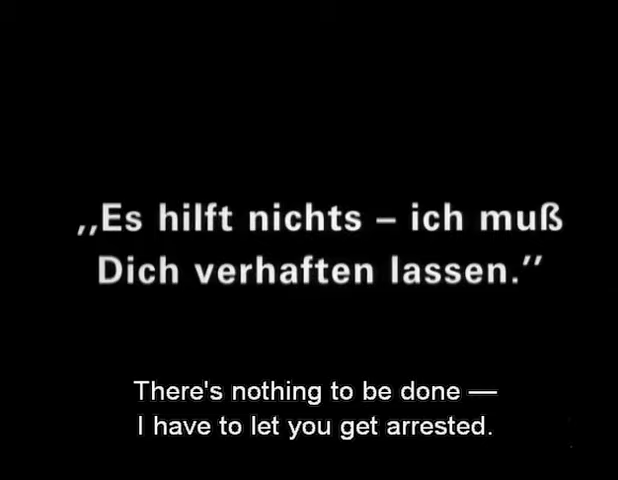 ,,Es hilft nichts – ich muß
Dich verhaften lassen.’’
There's nothing to be done —
I have to let you get arrested.